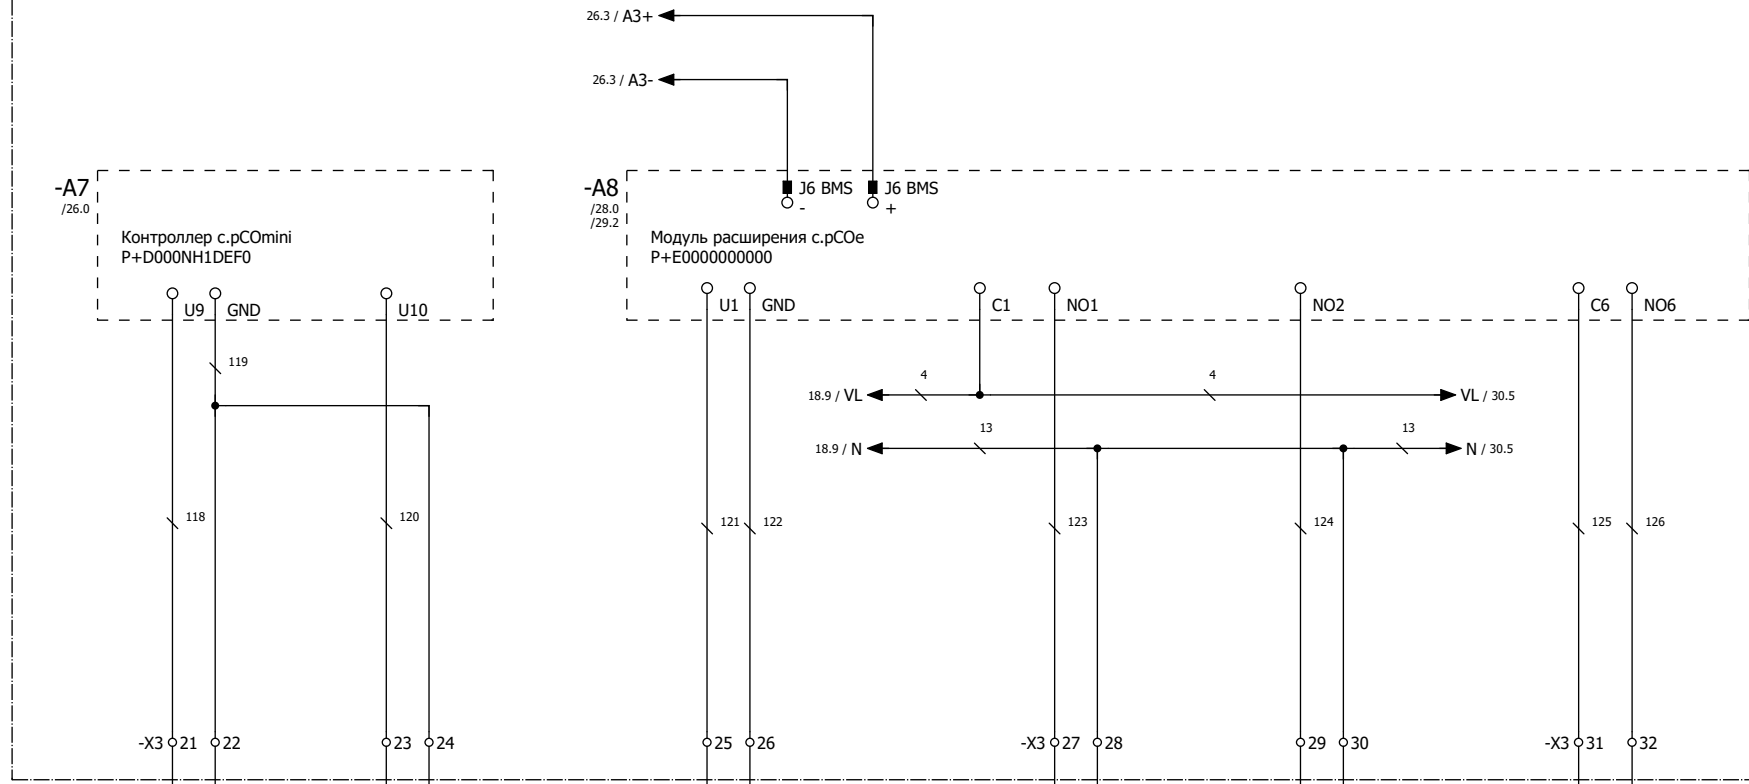 26.3 / A3+
26.3 / A3-
-A7
/26.0
Контроллер c.pCOmini
P+D000NH1DEF0
U9
GND
U10
-A8
/28.0
/29.2
J6 BMS
-
J6 BMS
+
Модуль расширения c.pCOe
P+E0000000000
U1
GND
C1
NO1
NO2
C6
NO6
119
4
4
18.9 / VL
VL / 30.5
13
13
18.9 / N
N / 30.5
118
120
121
122
123
124
125
126
-X3
21
22
23
24
25
26
-X3
27
28
29
30
-X3
31
32